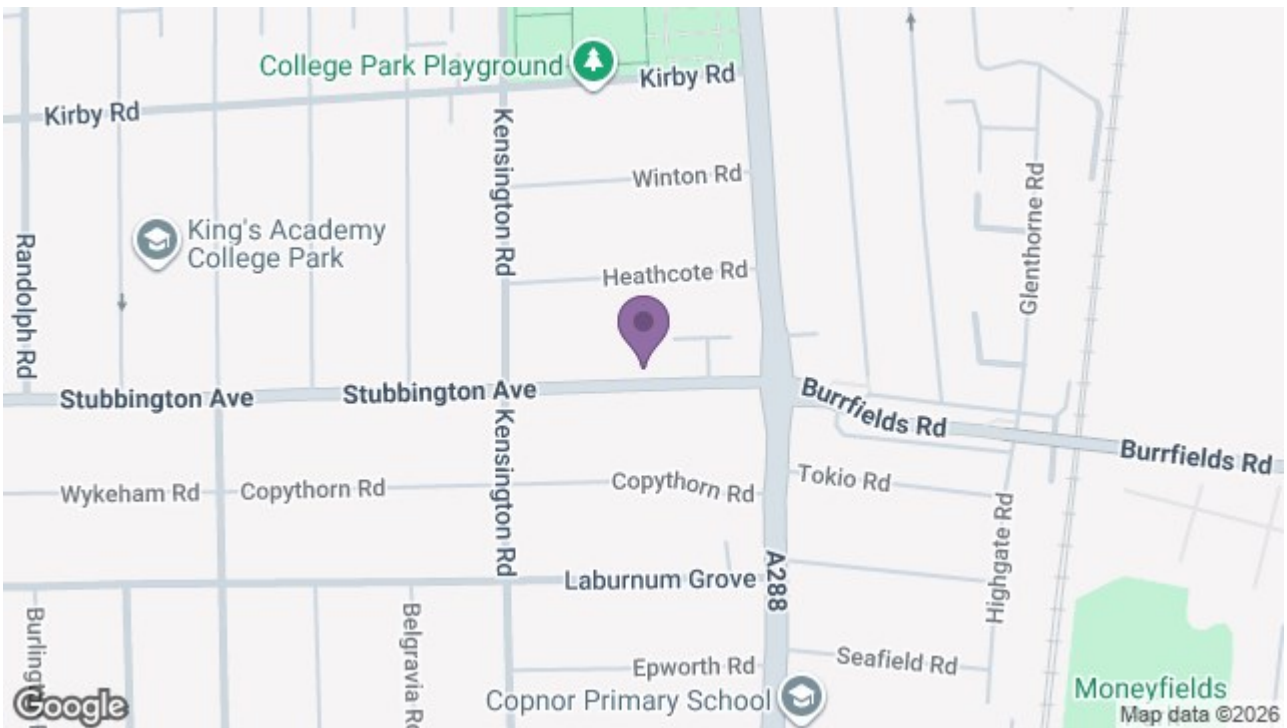 College Park Playground
Kirby Rd
Kirby Rd
Kensington Rd
Winton Rd
Glenthorne Rd
King's Academy
College Park
Randolph Rd
Heathcote Rd
Stubbington Ave
Stubbington Ave
Burrfields Rd
Burrfields Rd
Kensington Rd
Wykeham Rd
Copythorn Rd
Copythorn Rd
Tokio Rd
Highgate Rd
A288
Laburnum Grove
Belgravia Rd
Epworth Rd
Seafield Rd
Copnor Primary School
Moneyfields
Google
Map data ©2026